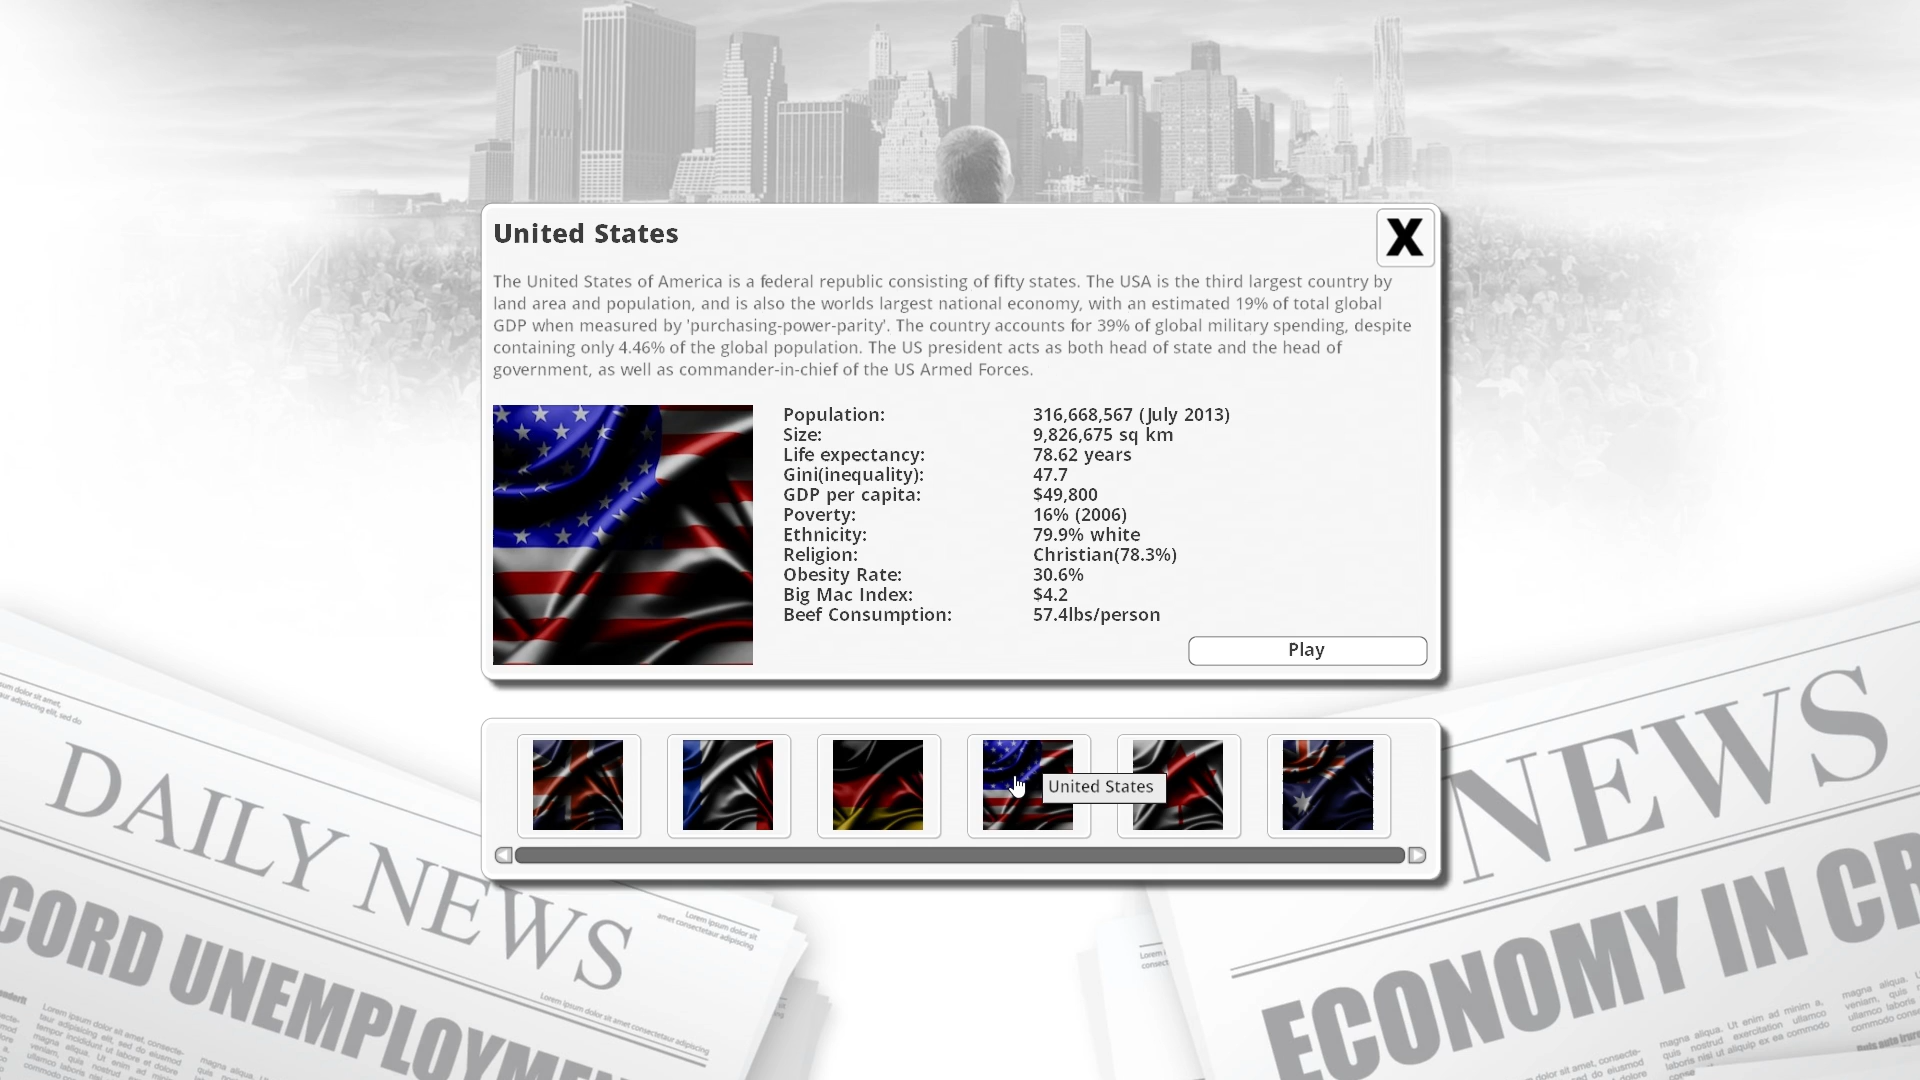 United States
X
The United States of America is a federal republic consisting of fifty states. The USA is the third largest country by
land area and population, and is also the worlds largest national economy, with an estimated 19% of total global
GDP when measured by 'purchasing-power-parity'. The country accounts for 39% of global military spending, despite
containing only 4.46% of the global population. The US president acts as both head of state and the head of
government, as well as commander-in-chief of the US Armed Forces.
Population: 316,668,567 (July 2013)
Size: 9,826,675 sq km
Life expectancy: 78.62 years
Gini(inequality): 47.7
GDP per capita: $49,800
Poverty: 16% (2006)
Ethnicity: 79.9% white
Religion: Christian(78.3%)
Obesity Rate: 30.6%
Big Mac Index: $4.2
Beef Consumption: 57.4lbs/person
Play
United States
DAILY NEWS
CORD UNEMPLOYME
Lorem ipsum dolor sit
amet consectetaur adipiscing
NEWS
ECONOMY IN CR